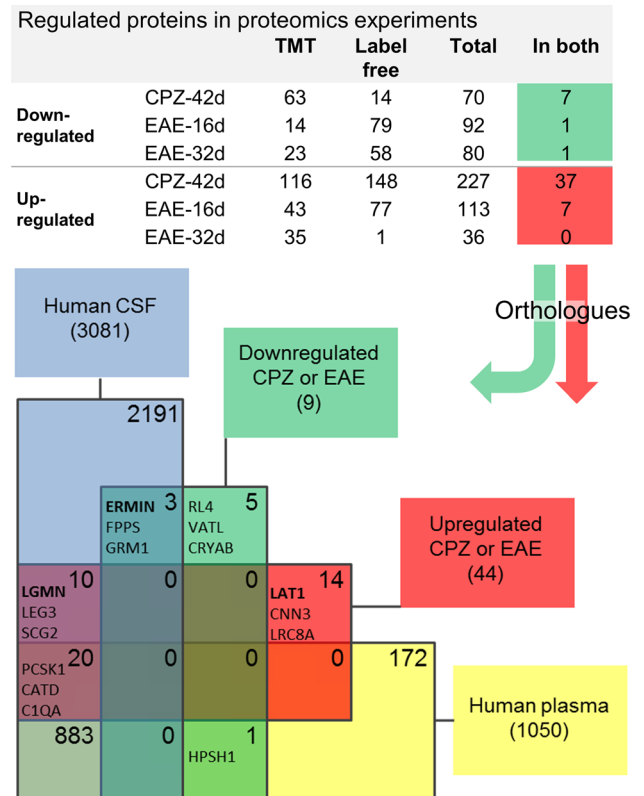 Regulated proteins in proteomics experiments
TMT Label free Total In both
Down-regulated
CPZ-42d 63 14 70 7
EAE-16d 14 79 92 1
EAE-32d 23 58 80 1
Up-regulated
CPZ-42d 116 148 227 37
EAE-16d 43 77 113 7
EAE-32d 35 1 36 0
Orthologues
Human CSF
(3081)
Downregulated
CPZ or EAE
(9)
2191
ERMIN 3
FPPS
GRM1
RL4 5
VATL
CRYAB
Upregulated
CPZ or EAE
(44)
LGMN 10
LEG3
SCG2
0
0
LAT1 14
CNN3
LRC8A
PCSK1 20
CATD
C1QA
0
0
0
172
Human plasma
(1050)
883
0
1
HPSH1